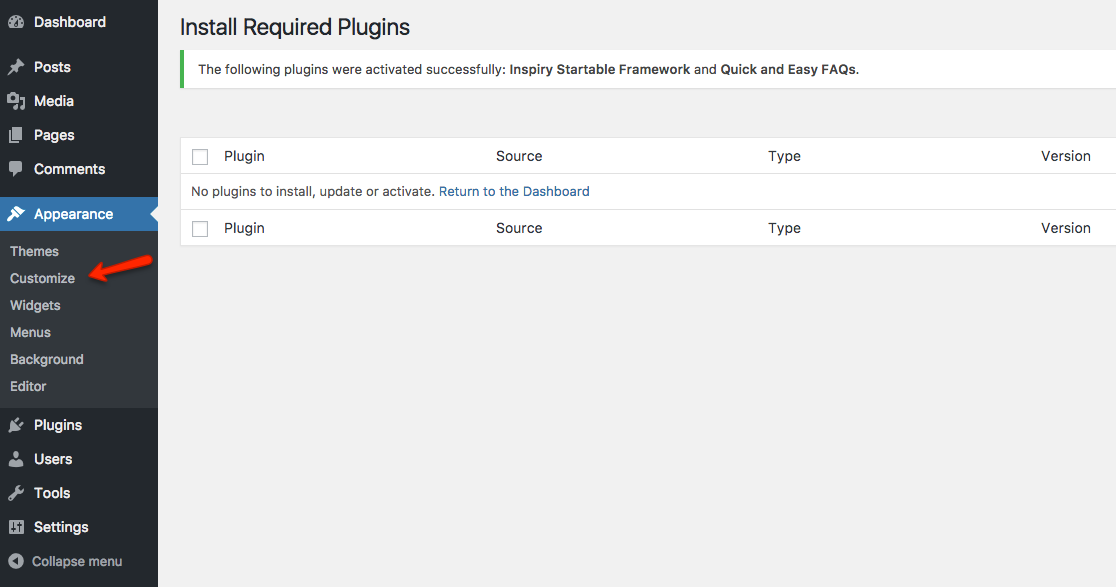 Dashboard
Posts
Media
Pages
Comments
Appearance
Themes
Customize
Widgets
Menus
Background
Editor
Plugins
Users
Tools
Settings
Collapse menu
Install Required Plugins
The following plugins were activated successfully: Inspiry Startable Framework and Quick and Easy FAQs.
Plugin Source Type Version
No plugins to install, update or activate. Return to the Dashboard
Plugin Source Type Version